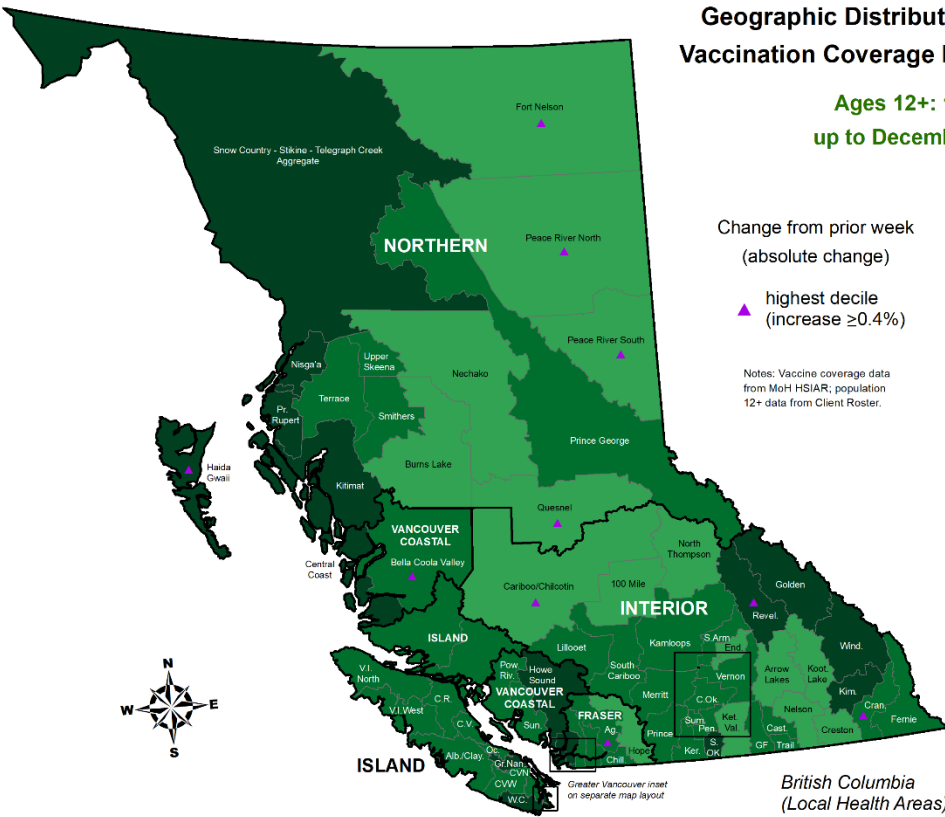 Geographic Distribut
Vaccination Coverage
Ages 12+:
up to Decem
Change from prior week
(absolute change)
highest decile
(increase ≥0.4%)
Notes: Vaccine coverage data
from MoH HSIAR; population
12+ data from Client Roster.
Fort Nelson
Snow Country - Stikine - Telegraph Creek
Aggregate
NORTHERN
Peace River North
Peace River South
Nisga'a
Upper
Skeena
Nechako
Terrace
Pr.
Rupert
Smithers
Prince George
Haida
Gwaii
Kitimat
Burns Lake
Quesnel
VANCOUVER
COASTAL
Bella Coola Valley
Central
Coast
Cariboo/Chilcotin
North
Thompson
100 Mile
INTERIOR
Golden
Revel.
ISLAND
Lillooet
Kamloops
S.Arm
End
Wind.
V.I.
North
Pow.
Riv.
Howe
Sound
South
Cariboo
Vernon
Arrow
Lakes
Koot.
Lake
Kim.
VANCOUVER
COASTAL
C.R.
V.I.West
Merritt
C.Ok.
Cran.
Fernie
Nelson
FRASER
Sun.
Ag.
Prince
Sum.
Pen.
Ket.
Val.
Cast.
Creston
C.V.
Hope
Chill
Ker.
S.
OK
GF
Trail
Alb./Clay.
Oc.
Gr.Nan.
CVN
CVW
W.C.
ISLAND
N
W
E
S
Greater Vancouver inset
on separate map layout
British Columbia
(Local Health Areas)